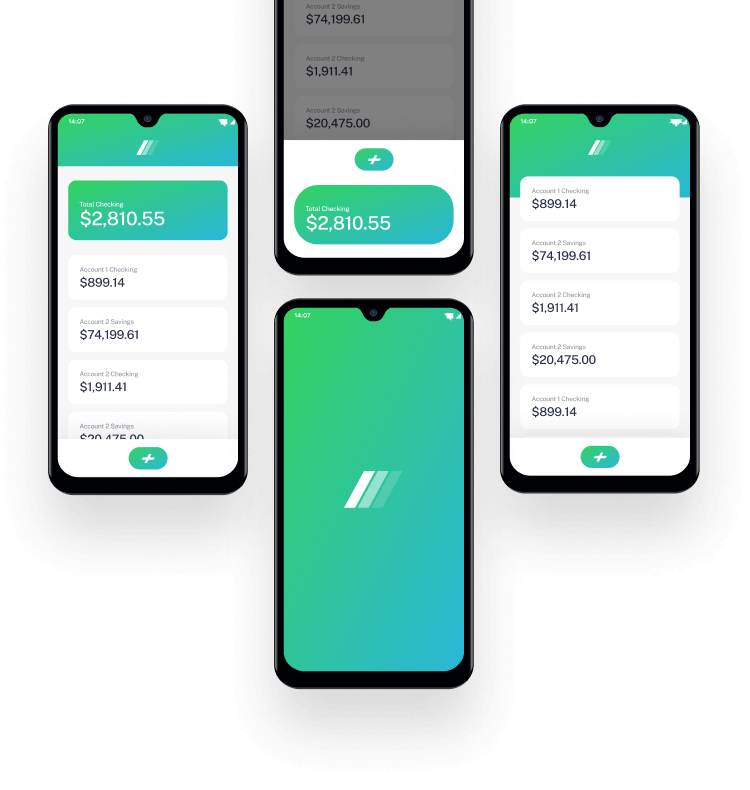 14:07
Total Checking
$2,810.55
Account 1 Checking
$899.14
Account 2 Savings
$74,199.61
Account 2 Checking
$1,911.41
Account 2 Savings
$20,475.00
Account 2 Savings
$74,199.61
Account 2 Checking
$1,911.41
Account 2 Savings
$20,475.00
Total Checking
$2,810.55
14:07
14:07
Account 1 Checking
$899.14
Account 2 Savings
$74,199.61
Account 2 Checking
$1,911.41
Account 2 Savings
$20,475.00
Account 1 Checking
$899.14